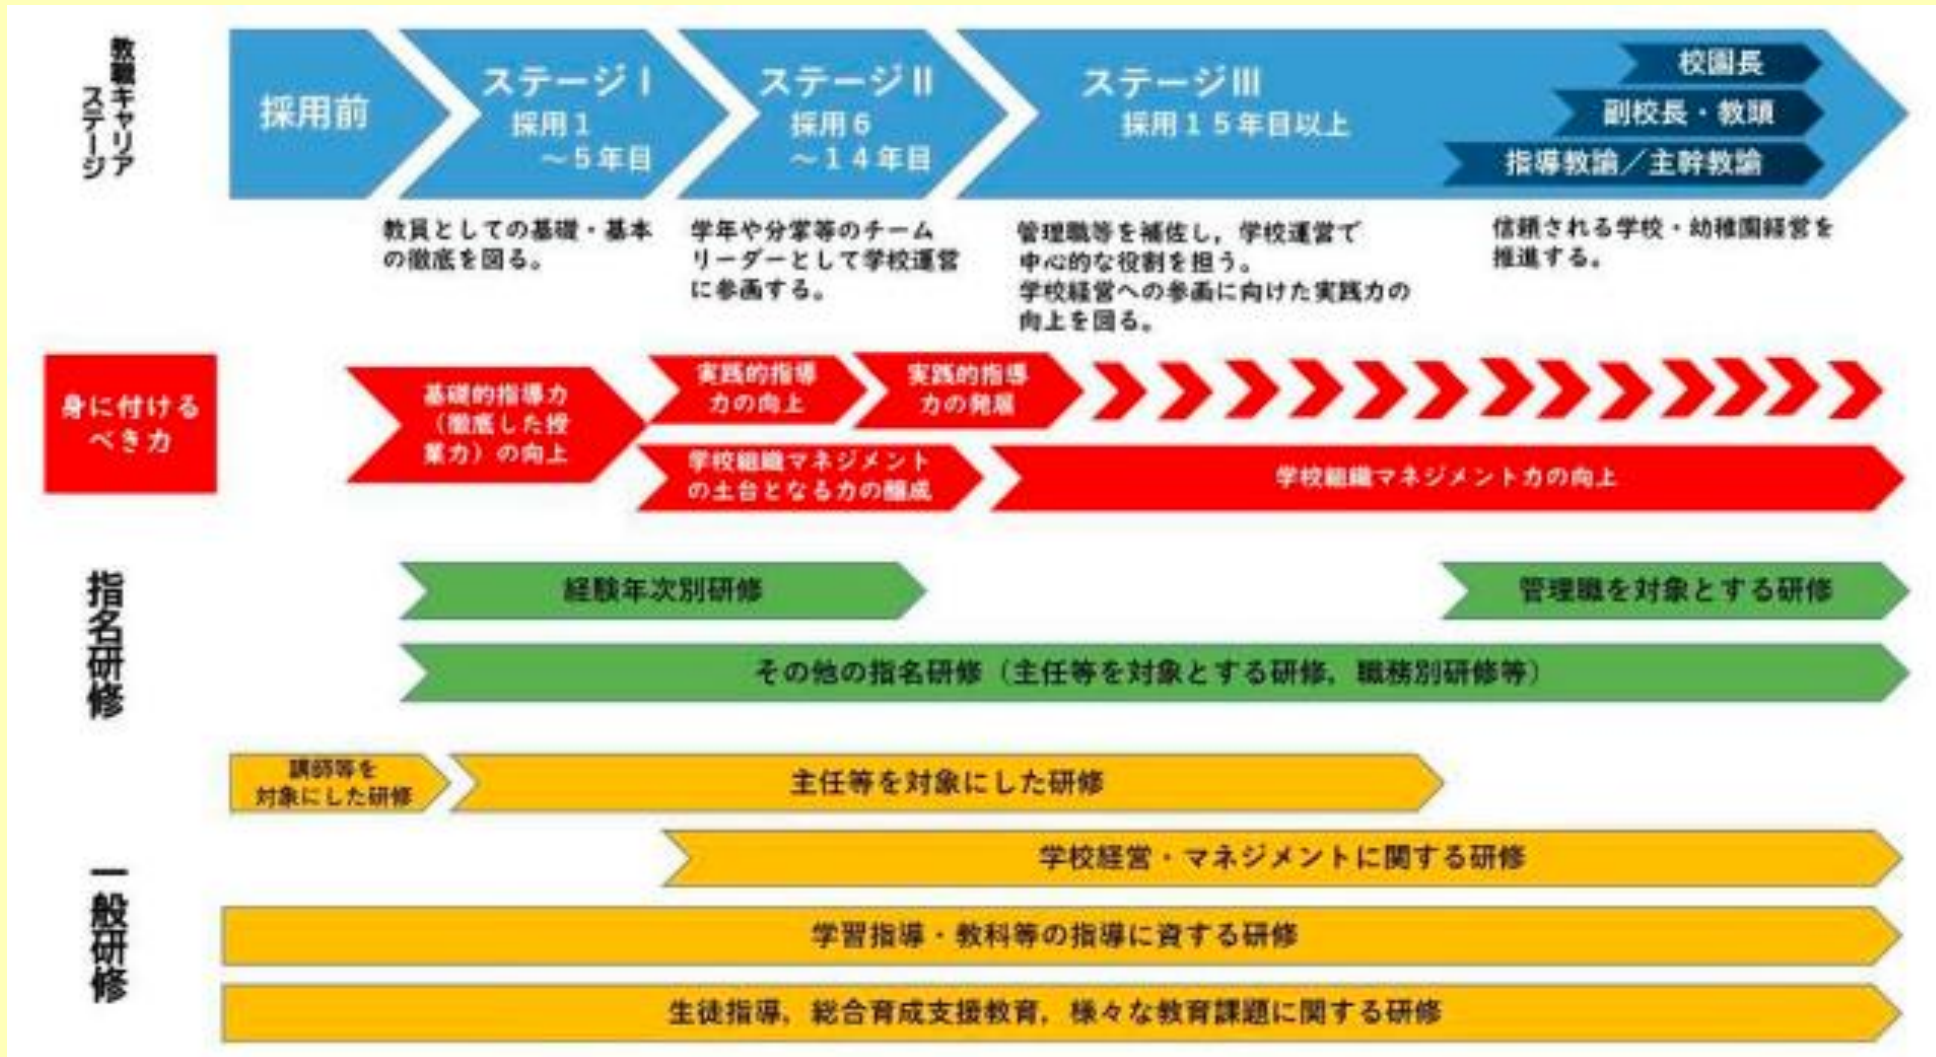 教職キャリア
ステージ
採用前
ステージⅠ
採用1
～5年目
ステージⅡ
採用6
～14年目
ステージⅢ
採用15年目以上
校園長
副校長・教頭
指導教諭／主幹教諭
教員としての基礎・基本
の徹底を図る。
学年や分掌等のチーム
リーダーとして学校運営
に参画する。
管理職等を補佐し，学校運営で
中心的な役割を担う。
学校経営への参画に向けた実践力の
向上を図る。
信頼される学校・幼稚園経営を
推進する。
身に付ける
べき力
基礎的指導力
（徹底した授
業力）の向上
実践的指導
力の向上
実践的指導
力の発展
学校組織マネジメント
の土台となる力の醸成
学校組織マネジメント力の向上
指名研修
経験年次別研修
管理職を対象とする研修
その他の指名研修（主任等を対象とする研修，職務別研修等）
一般研修
講師等を
対象にした研修
主任等を対象にした研修
学校経営・マネジメントに関する研修
学習指導・教科等の指導に資する研修
生徒指導，総合育成支援教育，様々な教育課題に関する研修